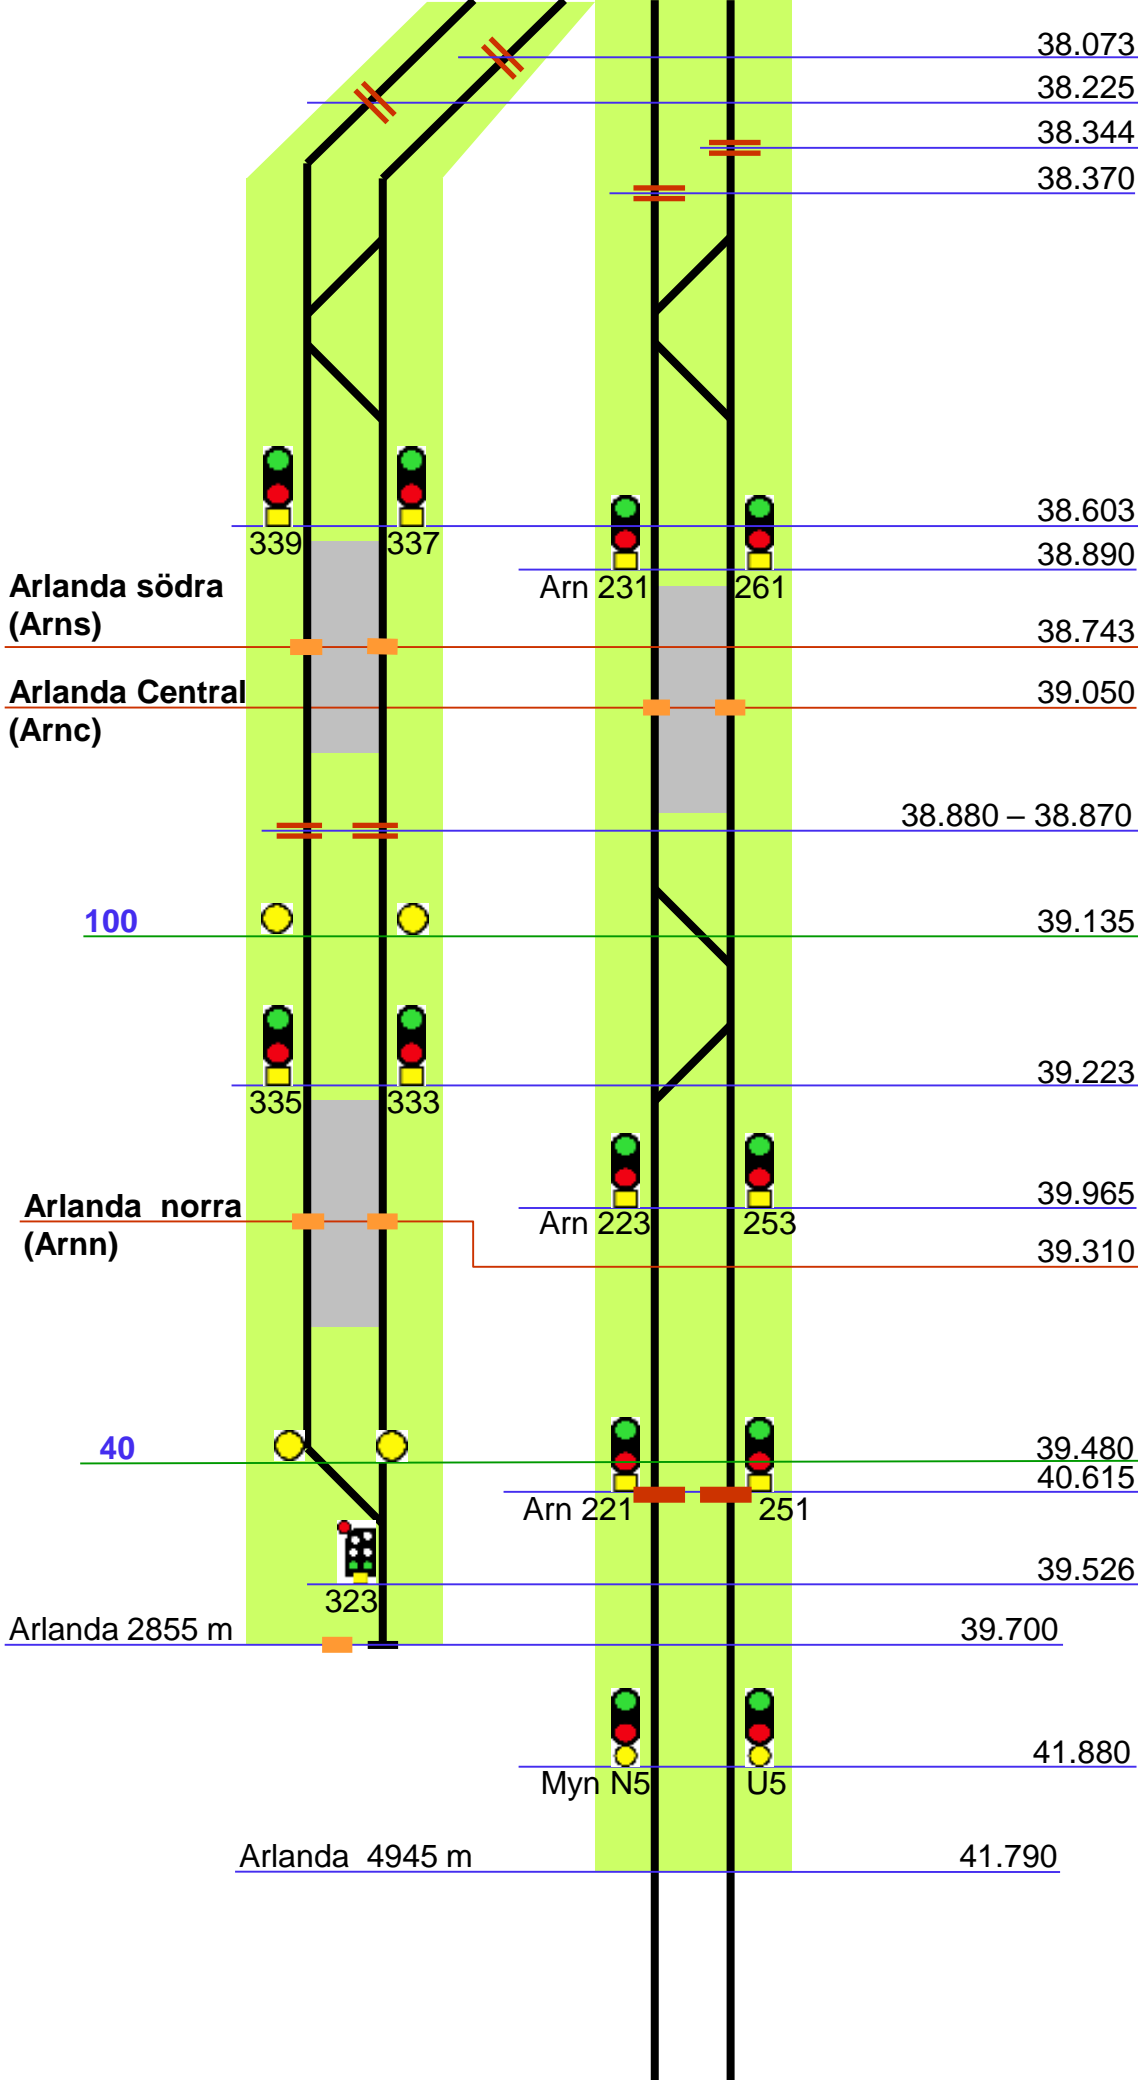 38.073
38.225
38.344
38.370
38.603
339 337
38.890
Arn 231 261
Arlanda södra
(Arns)
38.743
Arlanda Central
(Arnc)
39.050
38.880 – 38.870
100
39.135
39.223
335 333
39.965
Arn 223 253
Arlanda norra
(Arnn)
39.310
40
39.480
40.615
Arn 221 251
39.526
323
Arlanda 2855 m
39.700
41.880
Myn N5 U5
Arlanda 4945 m
41.790